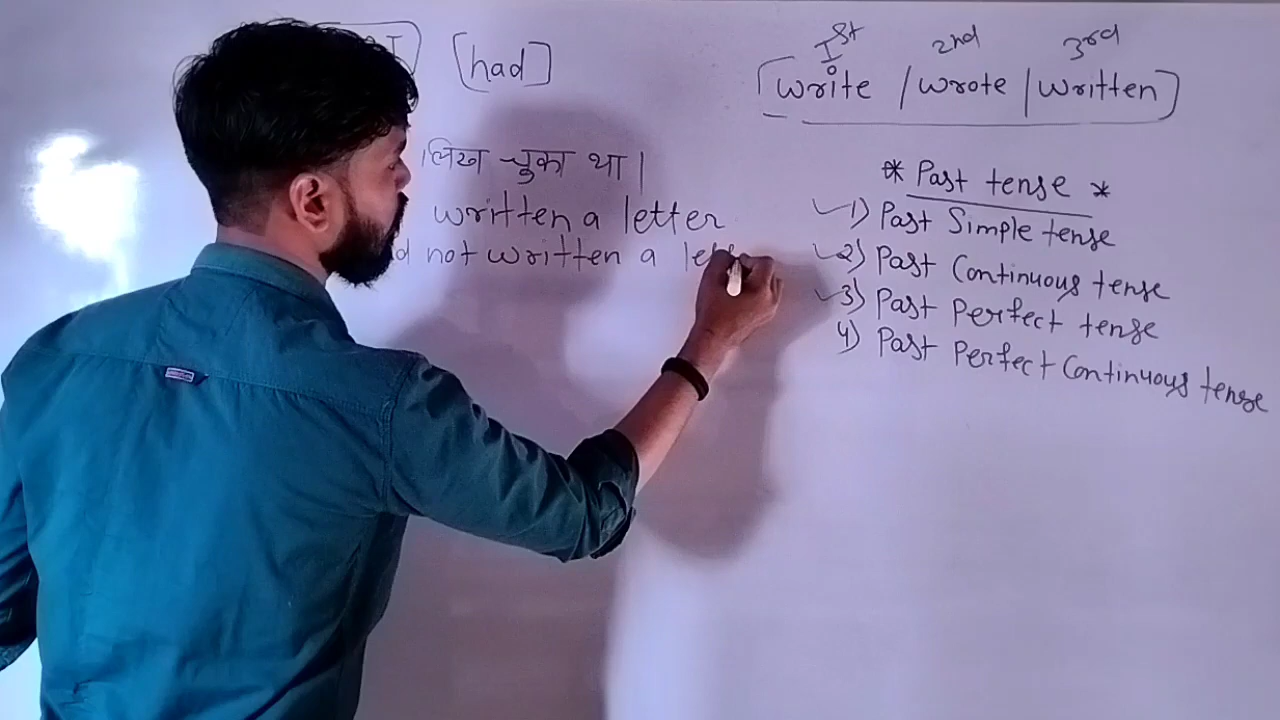 [had]
लिख चुका था।
written a letter
not written a
1st 2nd 3rd
[write / wrote / written]
* Past tense *
1) Past Simple tense
2) Past Continuous tense
3) Past Perfect tense
4) Past Perfect Continuous tense